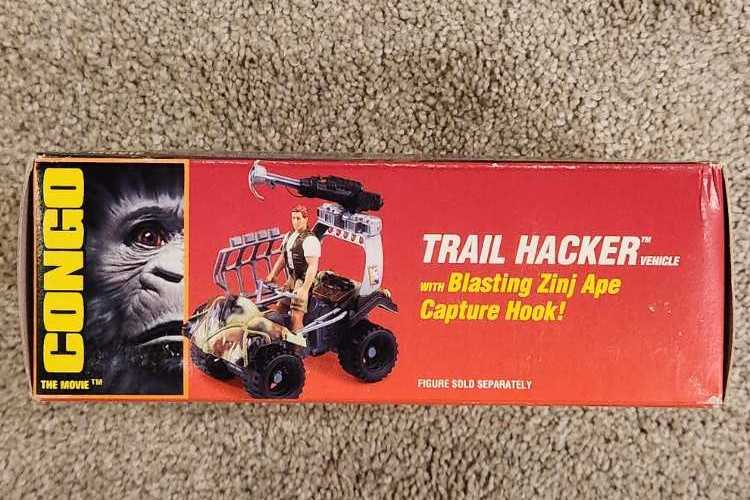 CONGO
THE MOVIE™
TRAIL HACKER™
VEHICLE
WITH Blasting Zinj Ape
Capture Hook!
FIGURE SOLD SEPARATELY